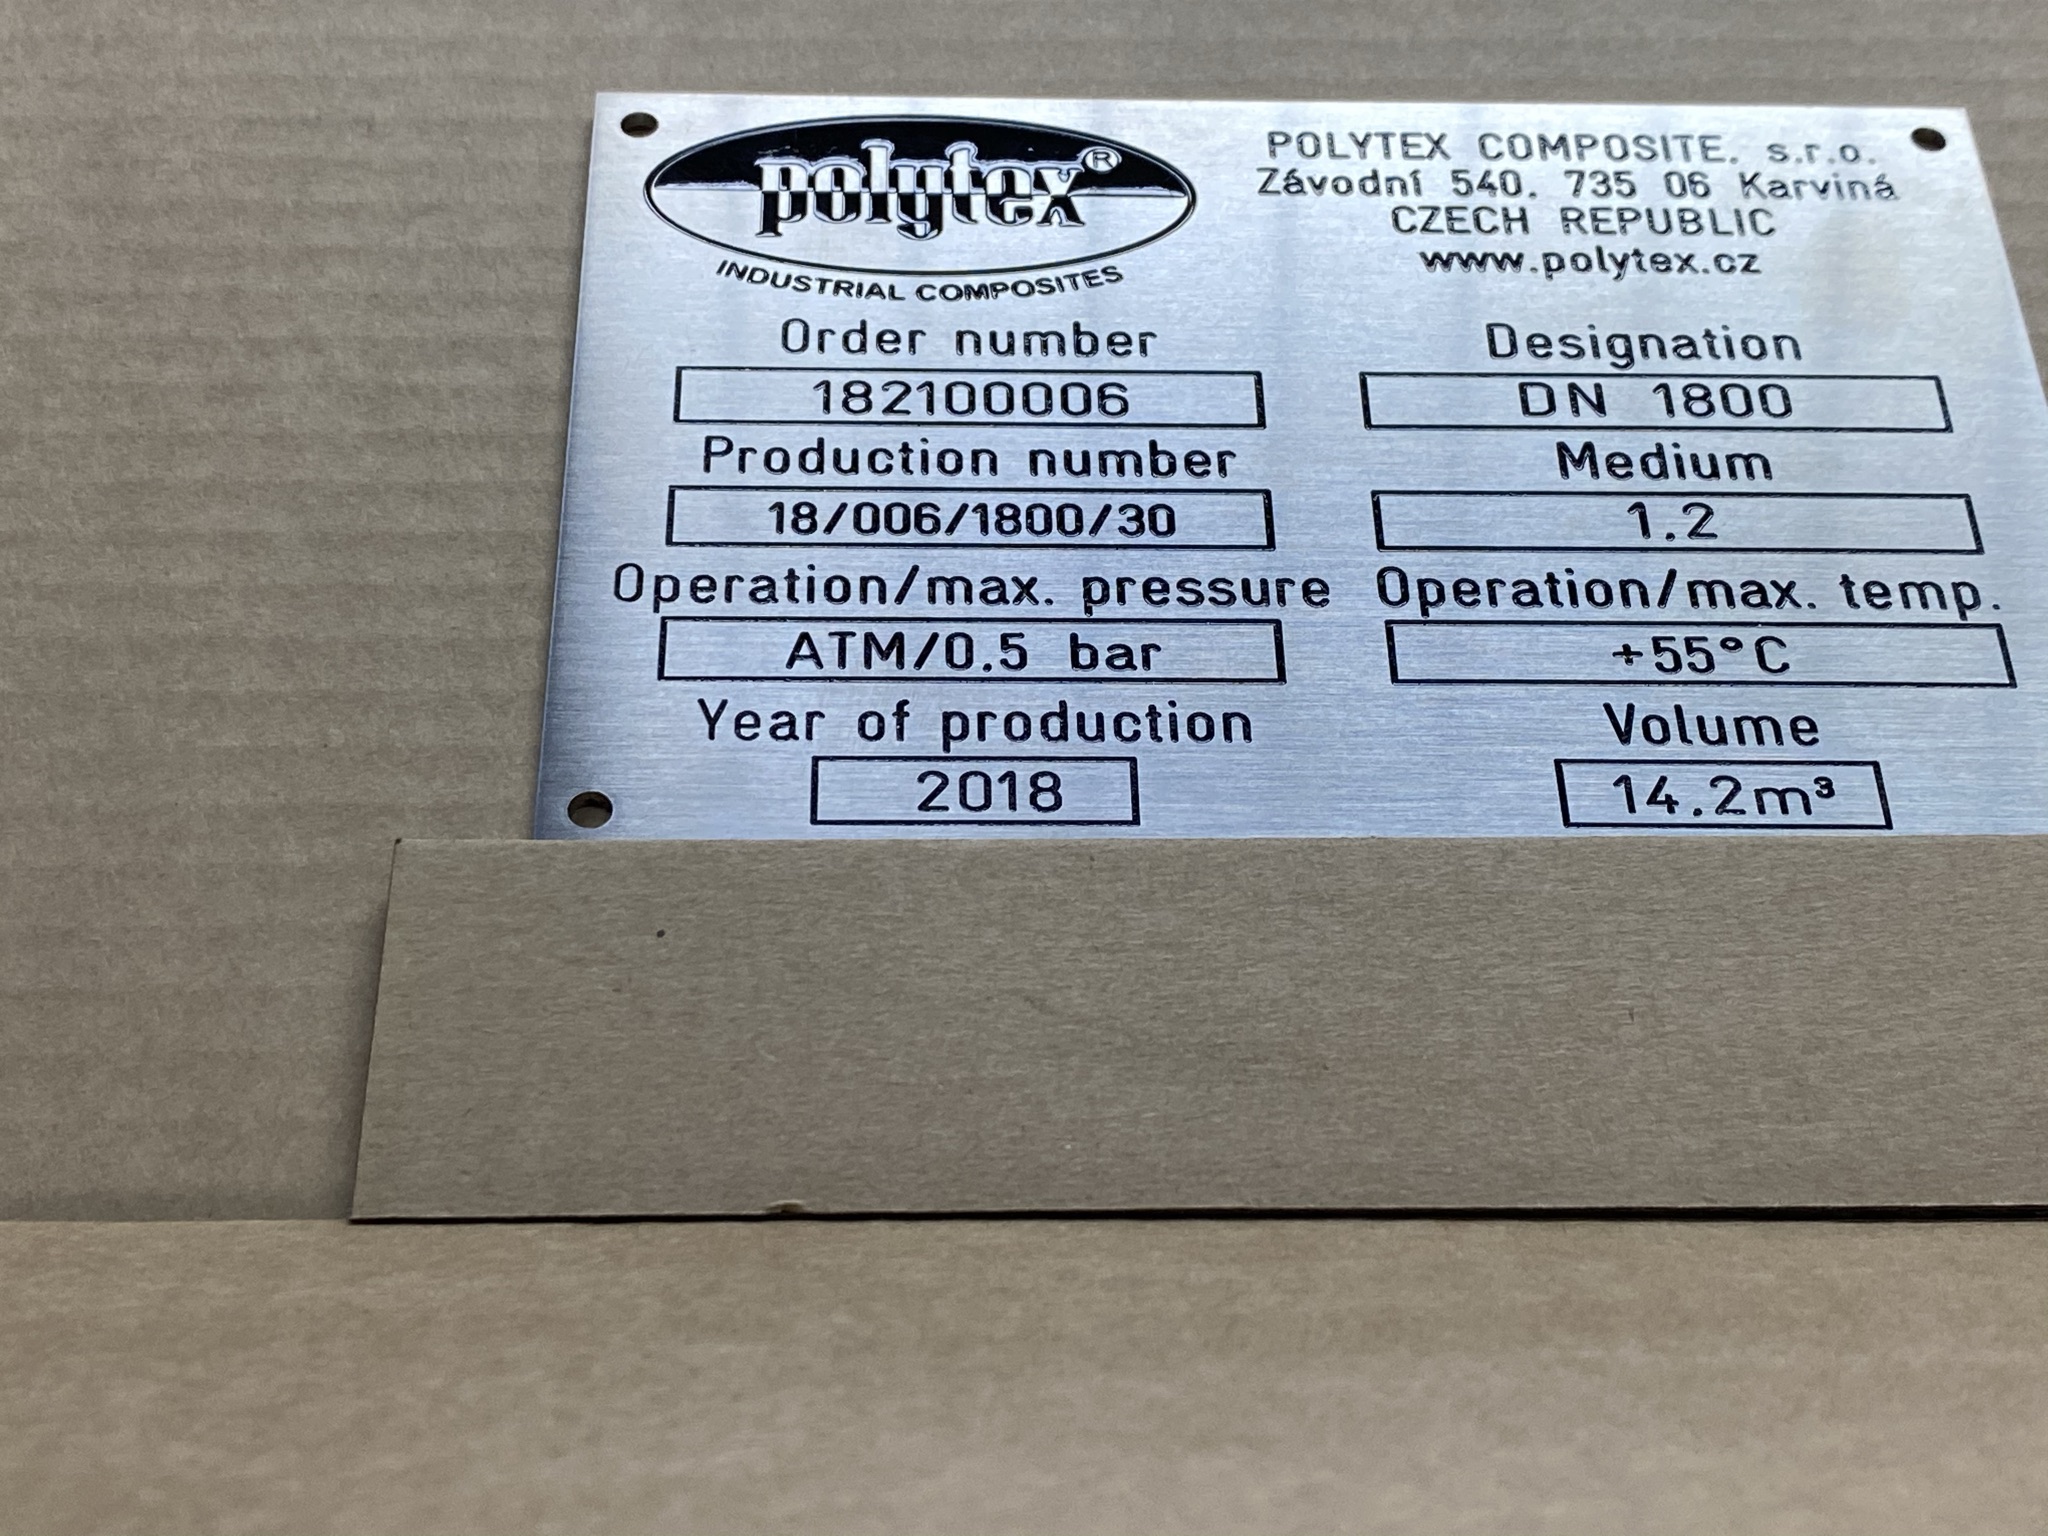 polytex®
INDUSTRIAL COMPOSITES
POLYTEX COMPOSITE, s.r.o.
Závodní 540, 735 06 Karviná
CZECH REPUBLIC
www.polytex.cz
Order number
182100006
Designation
DN 1800
Production number
18/006/1800/30
Medium
1.2
Operation/max. pressure
ATM/0.5 bar
Operation/max. temp.
+55°C
Year of production
2018
Volume
14.2m³